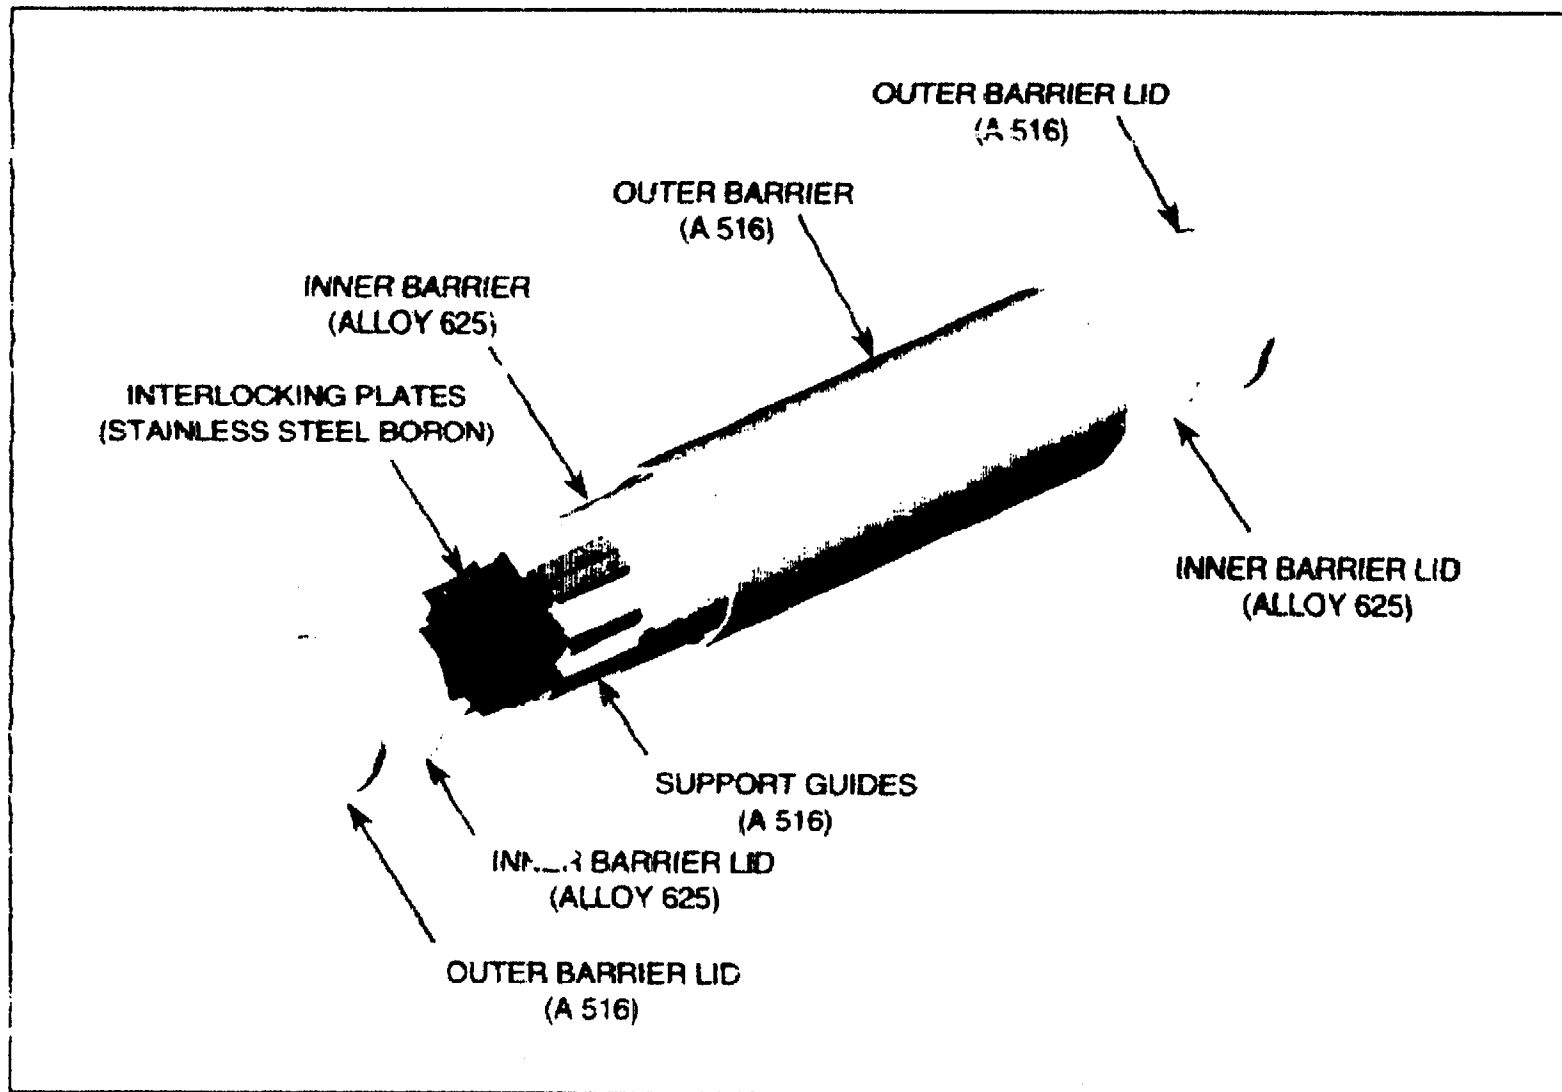 OUTER BARRIER LID
(A 516)
OUTER BARRIER
(A 516)
INNER BARRIER
(ALLOY 625)
INTERLOCKING PLATES
(STAINLESS STEEL BORON)
INNER BARRIER LID
(ALLOY 625)
SUPPORT GUIDES
(A 516)
INNER BARRIER LID
(ALLOY 625)
OUTER BARRIER LID
(A 516)